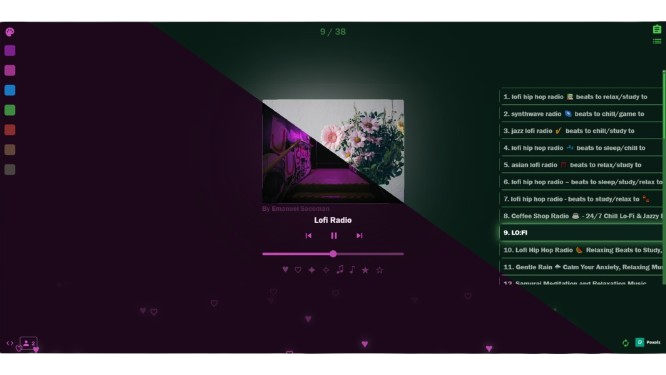 9 / 38
1. lofi hip hop radio 📚 beats to relax/study to
2. synthwave radio 🌌 beats to chill/game to
3. jazz lofi radio 🎷 beats to chill/study to
4. lofi hip hop radio 💤 beats to sleep/chill to
5. asian lofi radio ⛩️ beats to relax/study to
6. lofi hip hop radio – beats to sleep/study/relax to
7. lofi hip hop radio - beats to study/relax to 🐾
8. Coffee Shop Radio ☕ - 24/7 Chill Lo-Fi & Jazzy
By Emanuel Haasman
Lofi Radio
9. LO:FI
10. Lofi Hip Hop Radio Relaxing Beats to Study,
11. Gentle Rain 🌧 Calm Your Anxiety, Relaxing Mu
12. Samurai Meditation and Relaxation Music
2
Pexels